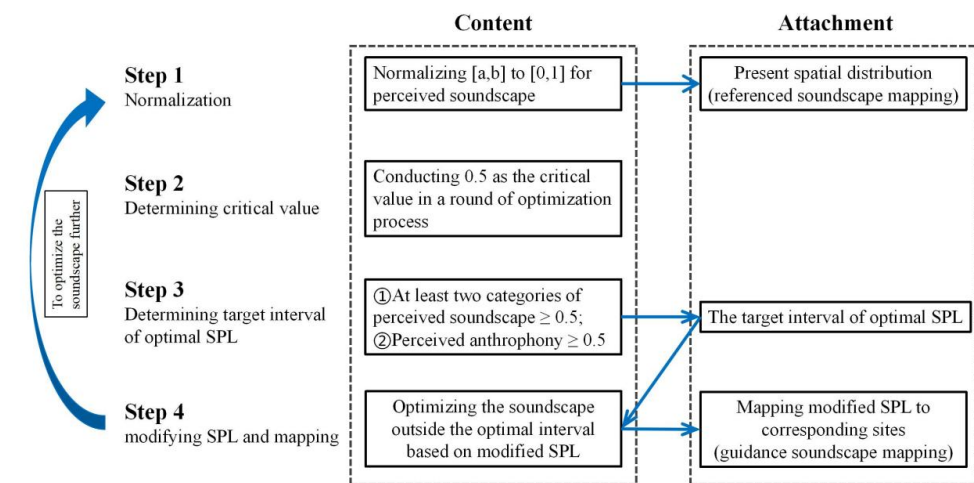 Content
Attachment
Step 1
Normalization
Normalizing [a,b] to [0,1] for
perceived soundscape
Present spatial distribution
(referenced soundscape mapping)
To optimize the
soundscape further
Step 2
Determining critical value
Conducting 0.5 as the critical
value in a round of optimization
process
Step 3
Determining target interval
of optimal SPL
①At least two categories of
perceived soundscape ≥ 0.5;
②Perceived anthrophony ≥ 0.5
The target interval of optimal SPL
Step 4
modifying SPL and mapping
Optimizing the soundscape
outside the optimal interval
based on modified SPL
Mapping modified SPL to
corresponding sites
(guidance soundscape mapping)